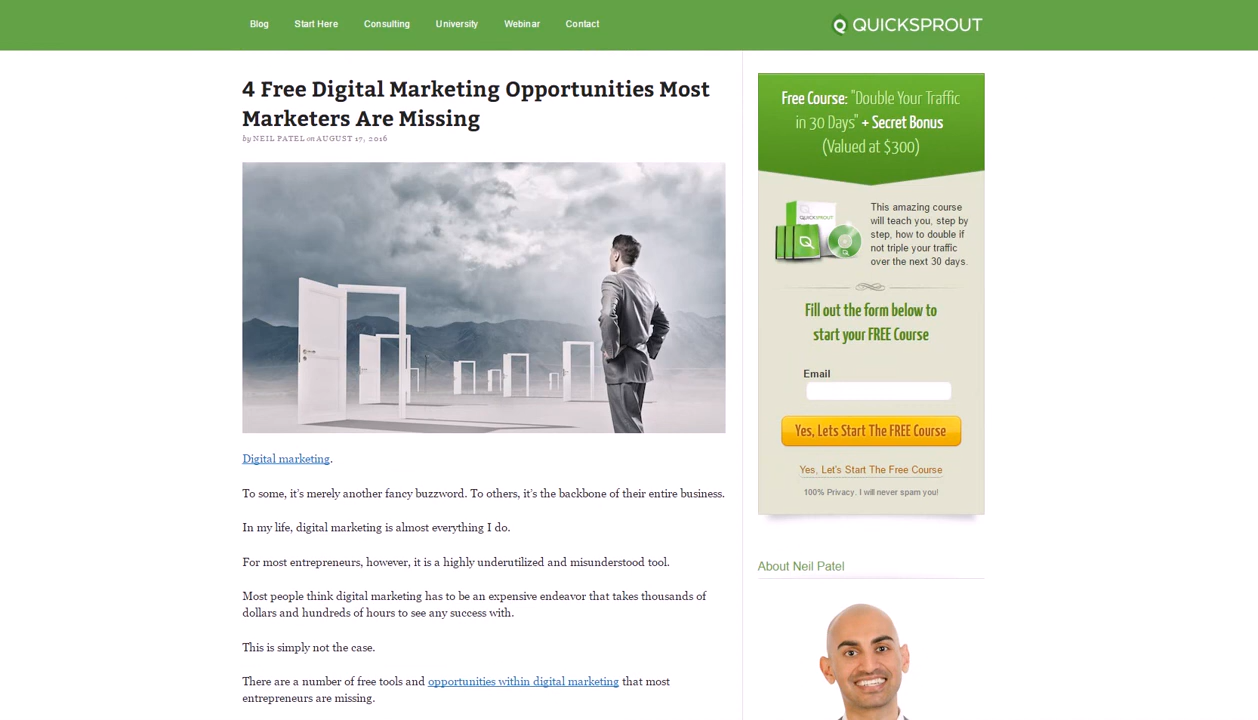 Blog Start Here Consulting University Webinar Contact
QUICKSPROUT
4 Free Digital Marketing Opportunities Most
Marketers Are Missing
by NEIL PATEL on AUGUST 17, 2016
Digital marketing.
To some, it’s merely another fancy buzzword. To others, it’s the backbone of their entire business.
In my life, digital marketing is almost everything I do.
For most entrepreneurs, however, it is a highly underutilized and misunderstood tool.
Most people think digital marketing has to be an expensive endeavor that takes thousands of
dollars and hundreds of hours to see any success with.
This is simply not the case.
There are a number of free tools and opportunities within digital marketing that most
entrepreneurs are missing.
Free Course: "Double Your Traffic
in 30 Days" + Secret Bonus
(Valued at $300)
QUICKSPROUT
This amazing course
will teach you, step by
step, how to double if
not triple your traffic
over the next 30 days.
Fill out the form below to
start your FREE Course
Email
Yes, Lets Start The FREE Course
Yes, Let's Start The Free Course
100% Privacy. I will never spam you!
About Neil Patel